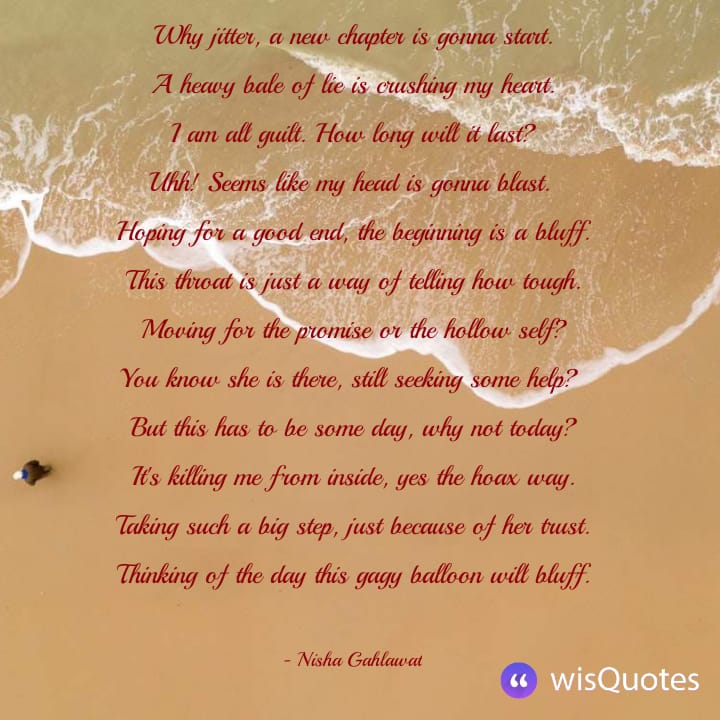 Why jitter, a new chapter is gonna start.
A heavy bale of lie is crushing my heart.
I am all guilt. How long will it last?
Uhh! Seems like my head is gonna blast.
Hoping for a good end, the beginning is a bluff.
This throat is just a way of telling how tough.
Moving for the promise or the hollow self?
You know she is there, still seeking some help?
But this has to be some day, why not today?
It's killing me from inside, yes the hoax way.
Taking such a big step, just because of her trust.
Thinking of the day this gagy balloon will bluff.
- Nisha Gahlawat
wisQuotes